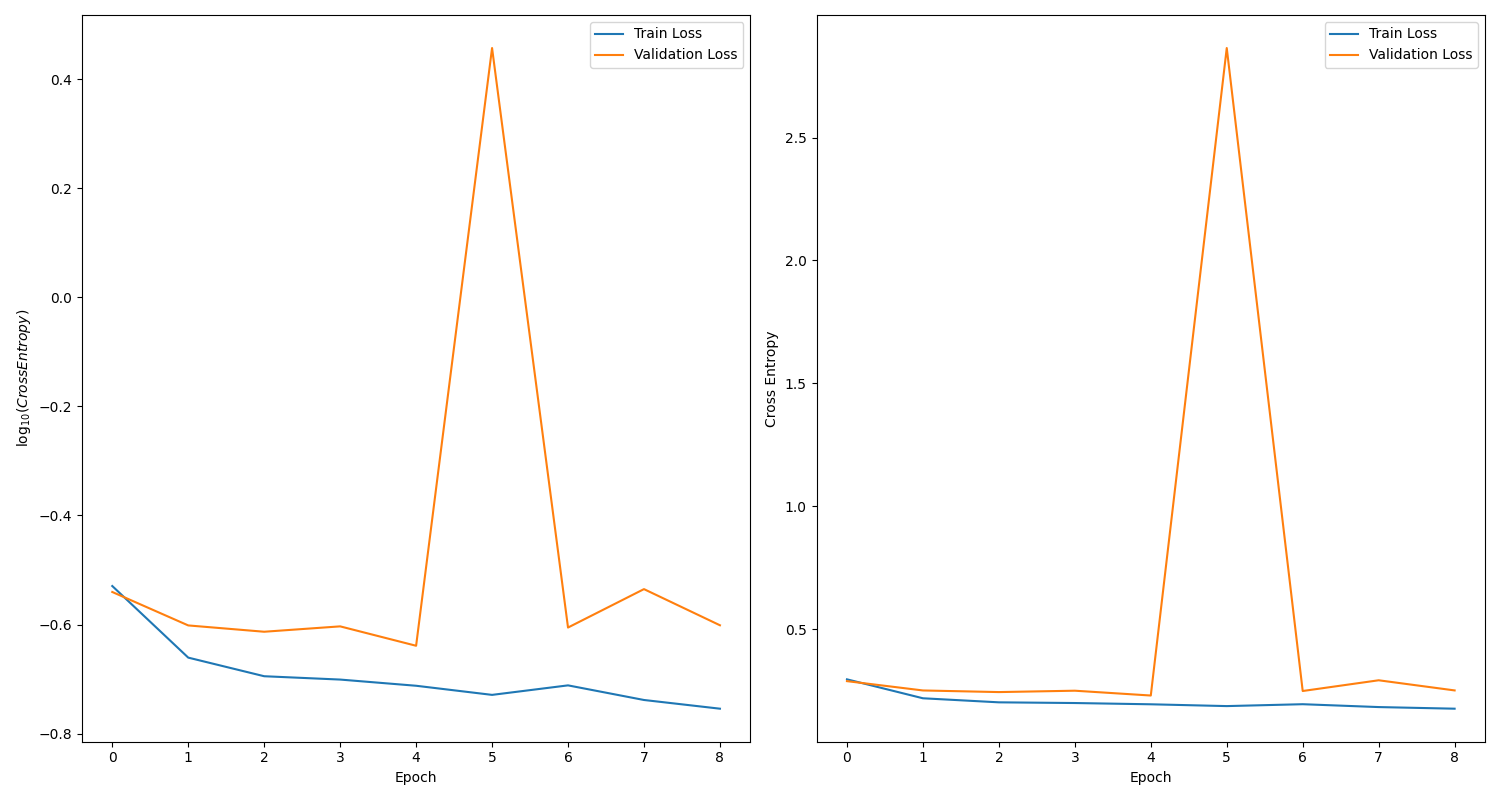 Train Loss
Validation Loss
0.4
0.2
0.0
−0.2
−0.4
−0.6
−0.8
log₁₀(CrossEntropy)
0 1 2 3 4 5 6 7 8
Epoch
Train Loss
Validation Loss
2.5
2.0
1.5
1.0
0.5
Cross Entropy
0 1 2 3 4 5 6 7 8
Epoch